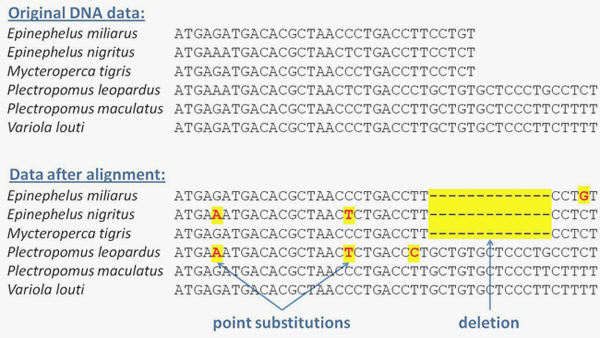 Original DNA data:
Epinephelus miliarus ATGAGATGACACGCTAACCCTGACCTTCCTGT
Epinephelus nigritus ATGAAATGACACGCTAACTCTGACCTTCCTCT
Mycteroperca tigris ATGAGATGACACGCTAACCCTGACCTTCCTCT
Plectropomus leopardus ATGAAATGACACGCTAACTCTGACCCTGCTGTGCTCCCTGCCTCT
Plectropomus maculatus ATGAGATGACACGCTAACCCTGACCTTGCTGTGCTCCCTTCTTTT
Variola louti ATGAGATGACACGCTAACCCTGACCTTGCTGTGCTCCCTTCTTTT
Data after alignment:
Epinephelus miliarus ATGAGATGACACGCTAACCCTGACCTT-------------CCTGT
Epinephelus nigritus ATGAAATGACACGCTAACTCTGACCTT-------------CCTCT
Mycteroperca tigris ATGAGATGACACGCTAACCCTGACCTT-------------CCTCT
Plectropomus leopardus ATGAAATGACACGCTAACTCTGACCCTGCTGTGCTCCCTGCCTCT
Plectropomus maculatus ATGAGATGACACGCTAACCCTGACCTTGCTGTGCTCCCTTCTTTT
Variola louti ATGAGATGACACGCTAACCCTGACCTTGCTGTGCTCCCTTCTTTT
point substitutions deletion